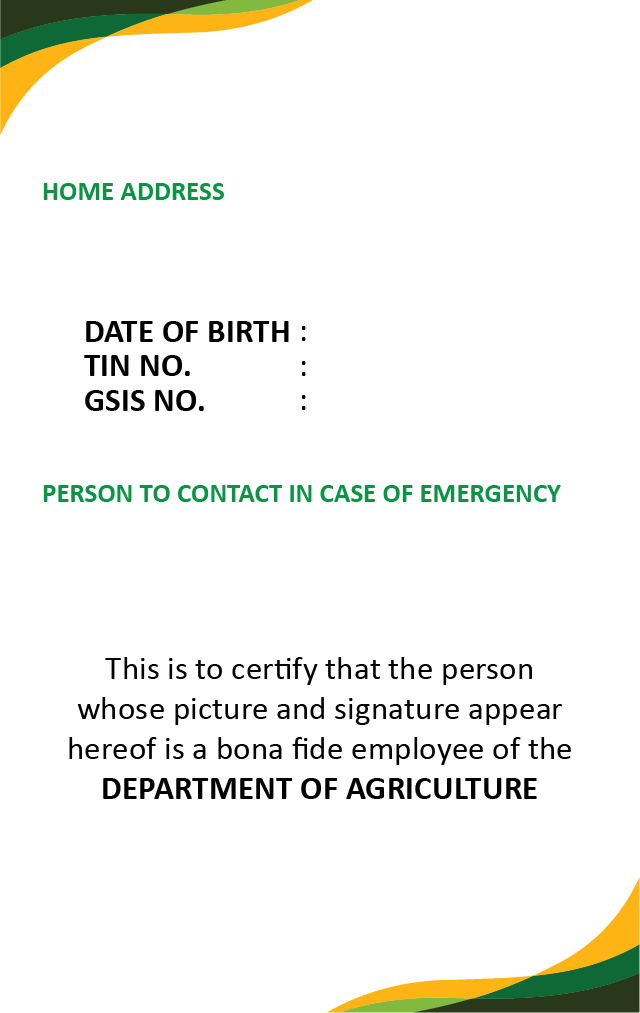 HOME ADDRESS
DATE OF BIRTH :
TIN NO. :
GSIS NO. :
PERSON TO CONTACT IN CASE OF EMERGENCY
This is to certify that the person
whose picture and signature appear
hereof is a bona fide employee of the
DEPARTMENT OF AGRICULTURE